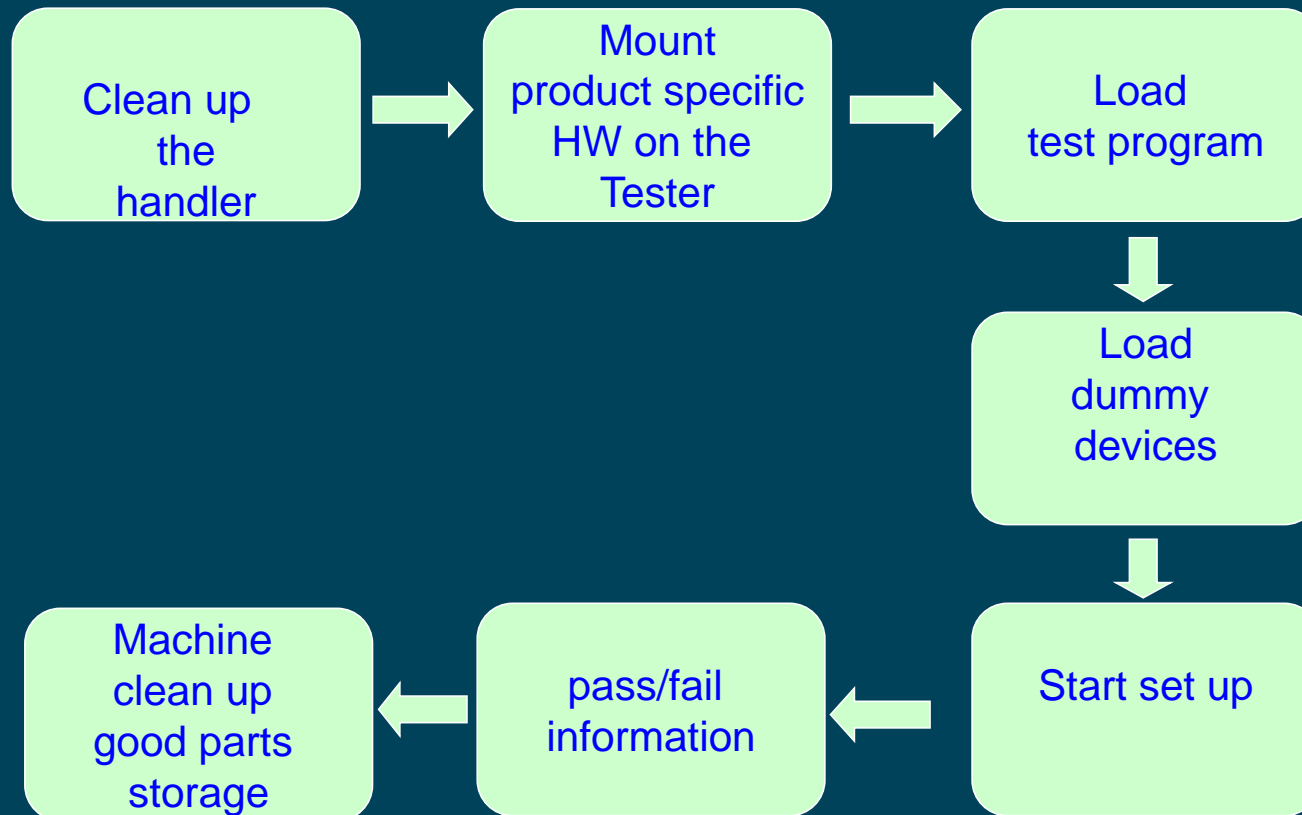 Clean up
the
handler
Mount
product specific
HW on the
Tester
Load
test program
Load
dummy
devices
Start set up
pass/fail
information
Machine
clean up
good parts
storage